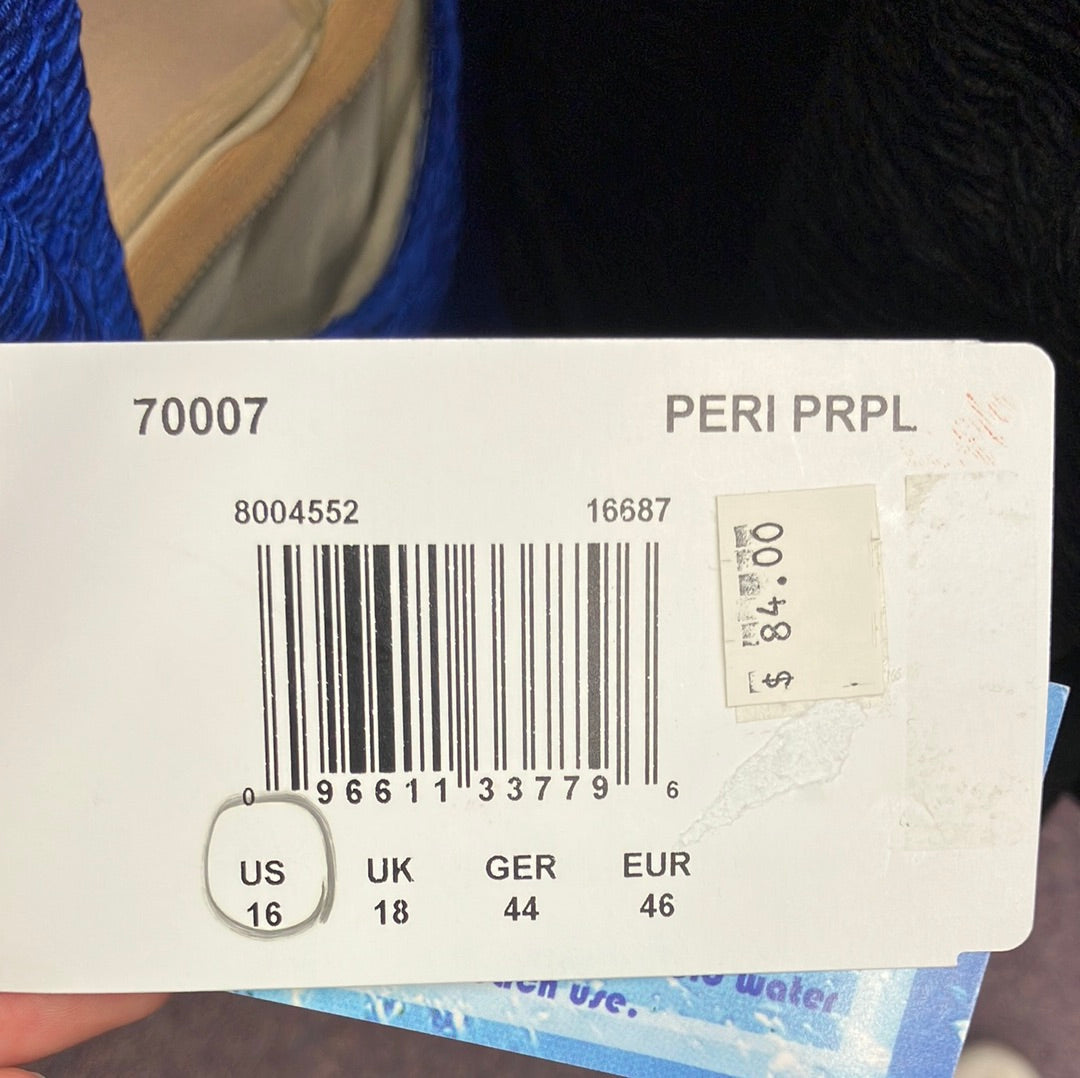 70007 PERI PRPL
8004552 16687
$ 84.00
0 96611 33779 6
US UK GER EUR
16 18 44 46
use.
water